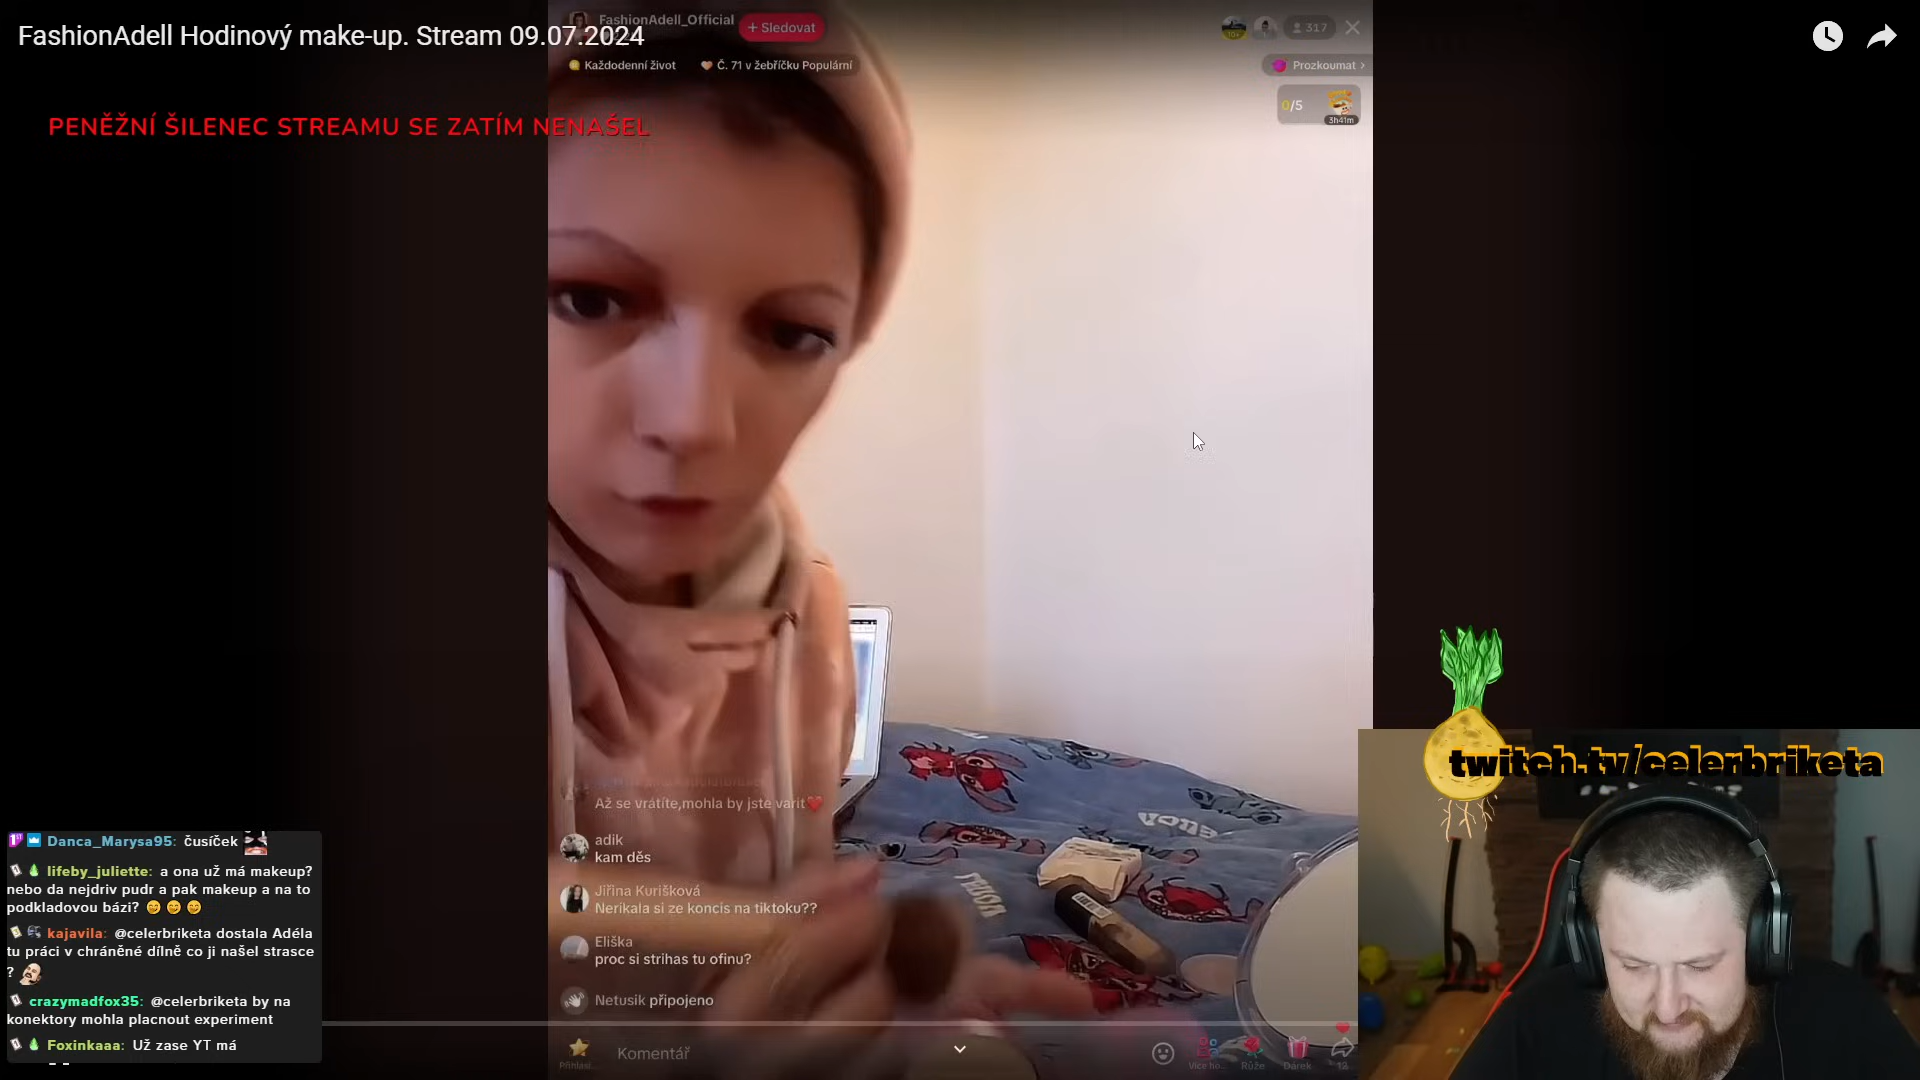 FashionAdell Hodinový make-up. Stream 09.07.2024
FashionAdell_Official
+ Sledovat
317
Každodenní život
Č. 71 v žebříčku Populární
Prozkoumat >
0/5
3h41m
PENĚŽNÍ ŠILENEC STREAMU SE ZATÍM NENAŠEL
twitch.tv/celerbriketa
Až se vrátíte,mohla by jste vařit❤️
adik
kam děs
Jiřina Kurišková
Nerikala si ze koncis na tiktoku??
Eliška
proc si strihas tu ofinu?
Netusik připojeno
Komentář
Více ho...
Růže
Dárek
12
Danca_Marysa95: čusíček
lifeby_juliette: a ona už má makeup?
nebo da nejdriv pudr a pak makeup a na to
podkladovou bázi? 😊 😊 😊
kajavila: @celerbriketa dostala Adéla
tu práci v chráněné dílně co ji našel strasce
?
crazymadfox35: @celerbriketa by na
konektory mohla placnout experiment
Foxinkaaa: Už zase YT má